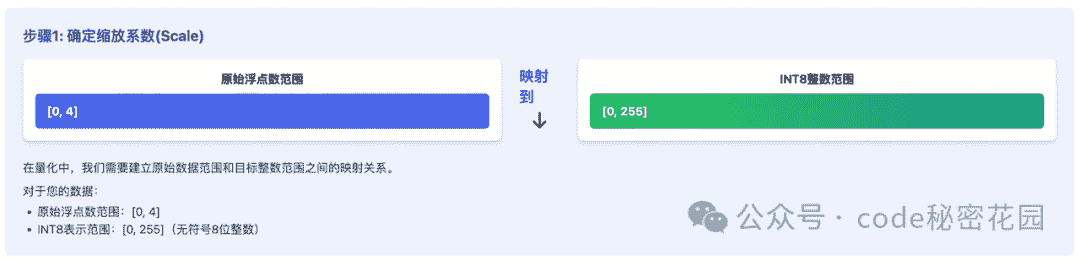 步骤1: 确定缩放系数(Scale)
原始浮点数范围
[0, 4]
映射
到
INT8整数范围
[0, 255]
在量化中，我们需要建立原始数据范围和目标整数范围之间的映射关系。
对于您的数据：
• 原始浮点数范围：[0, 4]
• INT8表示范围：[0, 255]（无符号8位整数）
公众号 · code秘密花园